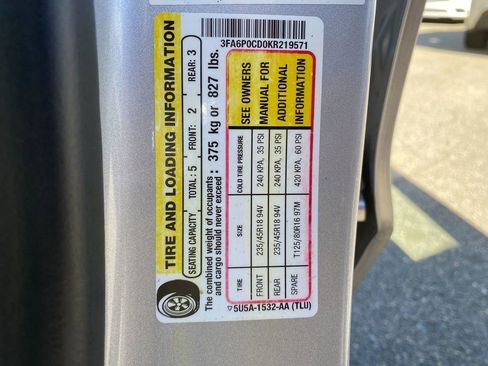 3FA6P0CD0KR219571
TIRE AND LOADING INFORMATION
SEATING CAPACITY TOTAL: 5 FRONT: 2 REAR: 3
The combined weight of occupants
and cargo should never exceed : 375 kg or 827 lbs.
TIRE SIZE COLD TIRE PRESSURE
FRONT 235/45R18 94V 240 KPA, 35 PSI
REAR 235/45R18 94V 240 KPA, 35 PSI
SPARE T125/80R16 97M 420 KPA, 60 PSI
SEE OWNERS
MANUAL FOR
ADDITIONAL
INFORMATION
▽5U5A-1532-AA (TLU)